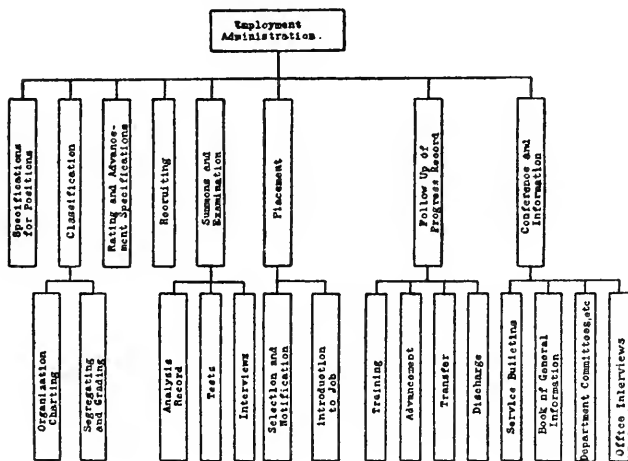 Employment
Administration.
Specifications
for Positions
Classification
Rating and Advance-
ment Specifications
Recruiting
Summons and
Examination
Placement
Follow Up of
Progress Record
Conference and
Information
Organization
Charting
Segregating
and Grading
Analysis
Record
Tests
Interviews
Selection and
Notification
Introduction
to Job
Training
Advancement
Transfer
Discharge
Service Bulletins
Book of General
Information
Department Committees,etc
Office Interviews